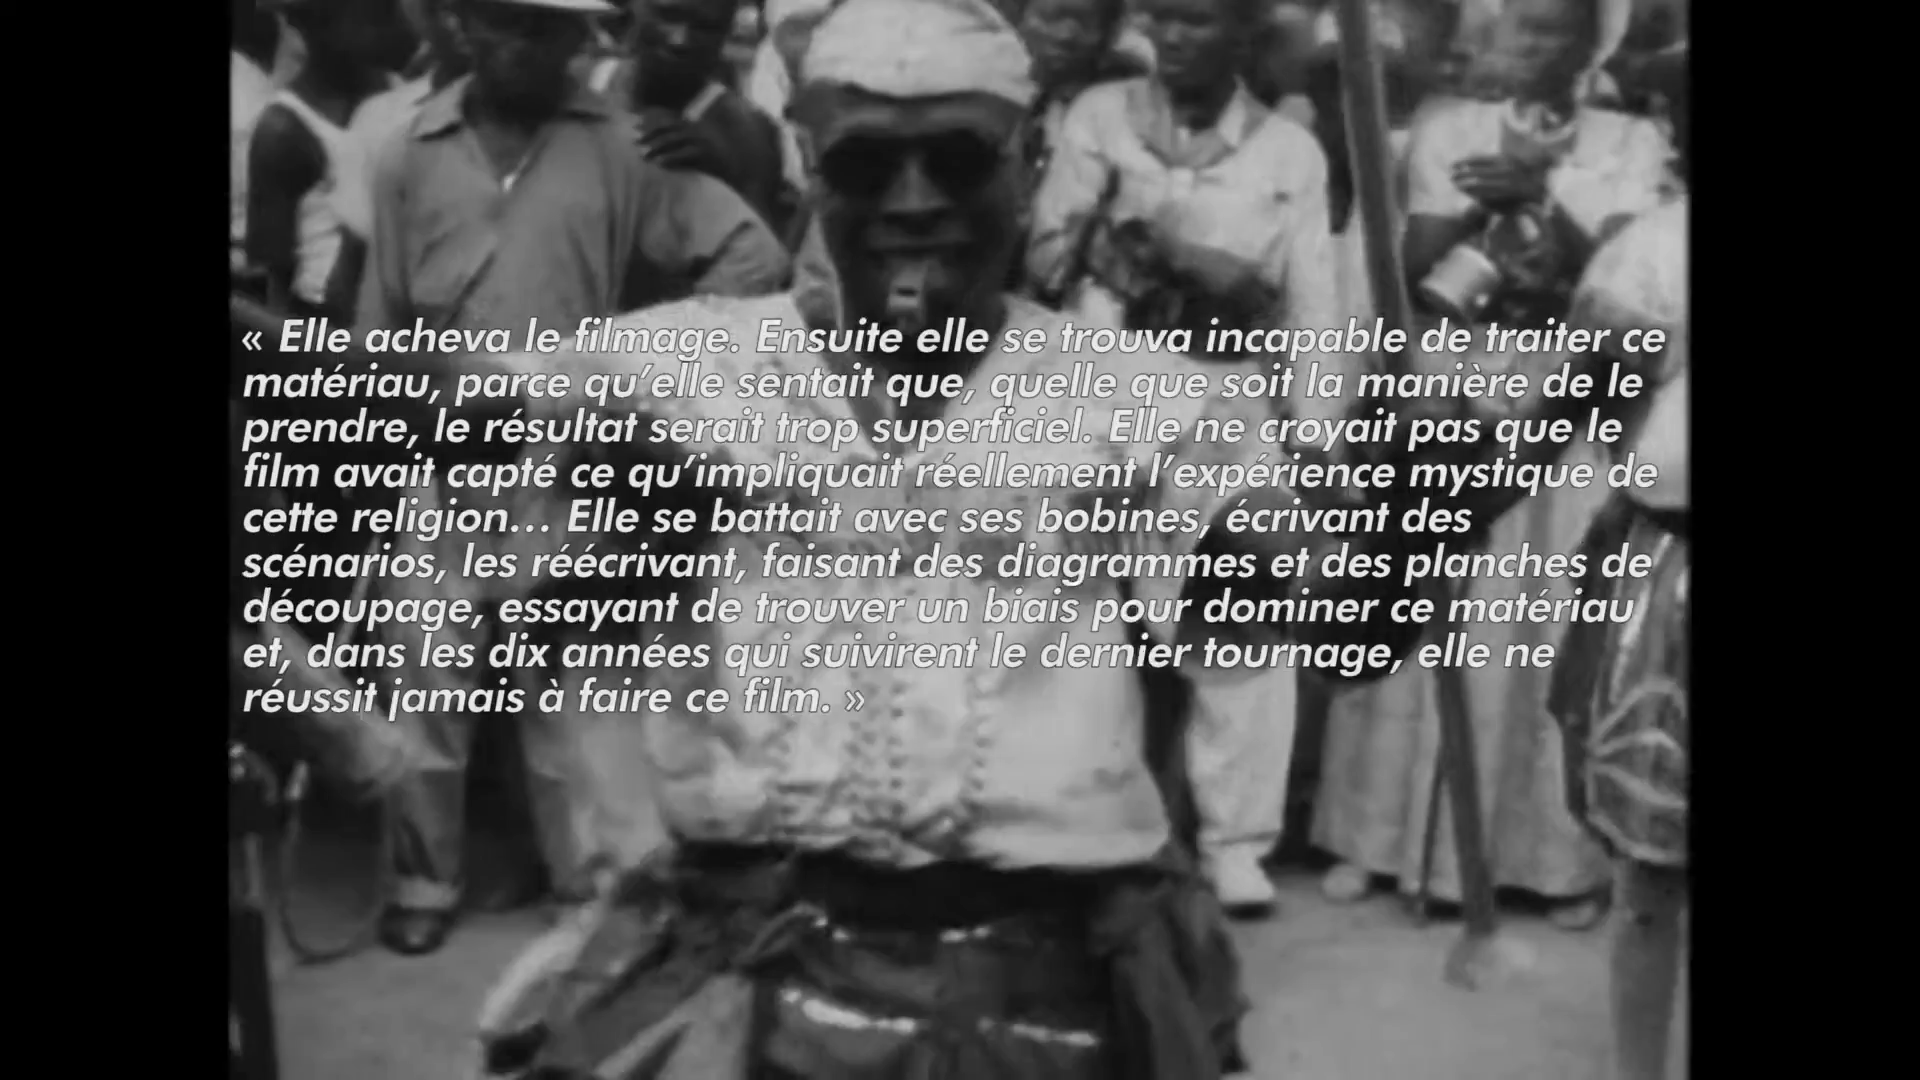 « Elle acheva le filmage. Ensuite elle se trouva incapable de traiter ce
matériau, parce qu’elle sentait que, quelle que soit la manière de le
prendre, le résultat serait trop superficiel. Elle ne croyait pas que le
film avait capté ce qu’impliquait réellement l’expérience mystique de
cette religion... Elle se battait avec ses bobines, écrivant des
scénarios, les réécrivant, faisant des diagrammes et des planches de
découpage, essayant de trouver un biais pour dominer ce matériau
et, dans les dix années qui suivirent le dernier tournage, elle ne
réussit jamais à faire ce film. »